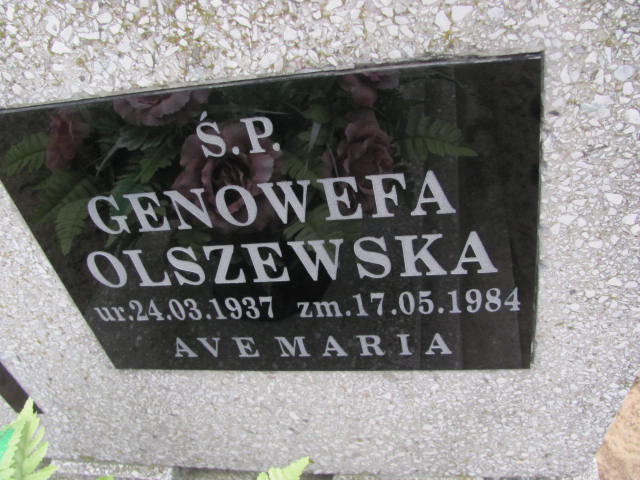 Ś.P.
GENOWEFA
OLSZEWSKA
ur.24.03.1937 zm.17.05.1984
AVE MARIA